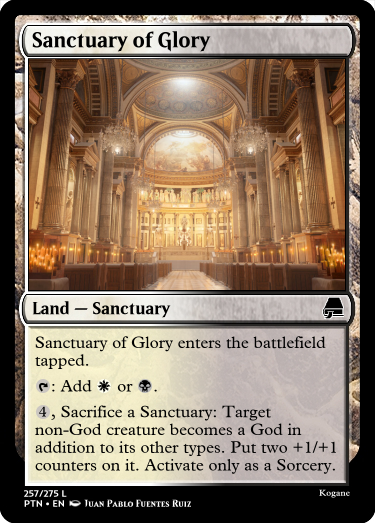 Sanctuary of Glory
Land — Sanctuary
Sanctuary of Glory enters the battlefield
tapped.
: Add or .
4, Sacrifice a Sanctuary: Target
non-God creature becomes a God in
addition to its other types. Put two +1/+1
counters on it. Activate only as a Sorcery.
257/275 L
Kogane
PTN • EN Juan Pablo Fuentes Ruiz